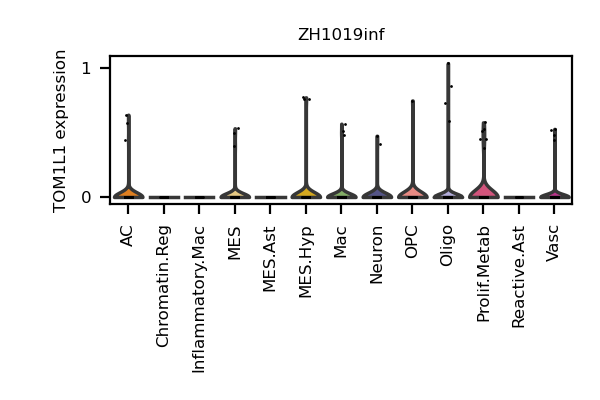 ZH1019inf
TOM1L1 expression
1
0
AC
Chromatin.Reg
Inflammatory.Mac
MES
MES.Ast
MES.Hyp
Mac
Neuron
OPC
Oligo
Prolif.Metab
Reactive.Ast
Vasc